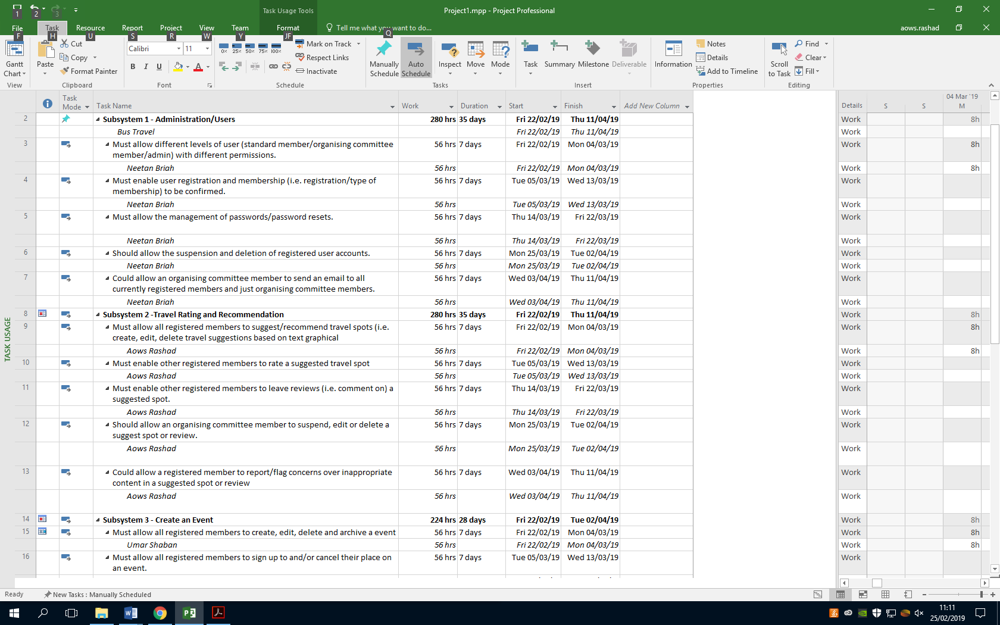 Task Usage Tools
Project1.mpp - Project Professional
1 2 3
File Task Resource Report Project View Team Format Tell me what you want to do... aows.rashad
F H U S R W Y JF Q
Gantt Chart
View
Paste
Cut
Copy
Format Painter
Clipboard
Calibri 11
B I U A
Font
0% 25% 50% 75% 100%
Mark on Track
Respect Links
Inactivate
Schedule
Manually Schedule
Auto Schedule
Inspect
Move
Mode
Tasks
Task
Summary
Milestone
Deliverable
Insert
Information
Notes
Details
Add to Timeline
Properties
Scroll to Task
Find
Clear
Fill
Editing
04 Mar '19
Task Mode Task Name Work Duration Start Finish Add New Column Details S S M
2 Subsystem 1 - Administration/Users 280 hrs 35 days Fri 22/02/19 Thu 11/04/19 Work 8h
Bus Travel Fri 22/02/19 Thu 11/04/19 Work
3 Must allow different levels of user (standard member/organising committee 56 hrs 7 days Fri 22/02/19 Mon 04/03/19 Work 8h
member/admin) with different permissions.
Neetan Briah 56 hrs Fri 22/02/19 Mon 04/03/19 Work 8h
4 Must enable user registration and membership (i.e. registration/type of 56 hrs 7 days Tue 05/03/19 Wed 13/03/19 Work
membership) to be confirmed.
Neetan Briah 56 hrs Tue 05/03/19 Wed 13/03/19 Work
5 Must allow the management of passwords/password resets. 56 hrs 7 days Thu 14/03/19 Fri 22/03/19 Work
Neetan Briah 56 hrs Thu 14/03/19 Fri 22/03/19 Work
6 Should allow the suspension and deletion of registered user accounts. 56 hrs 7 days Mon 25/03/19 Tue 02/04/19 Work
Neetan Briah 56 hrs Mon 25/03/19 Tue 02/04/19 Work
7 Could allow an organising committee member to send an email to all 56 hrs 7 days Wed 03/04/19 Thu 11/04/19 Work
currently registered members and just organising committee members.
Neetan Briah 56 hrs Wed 03/04/19 Thu 11/04/19 Work
8 Subsystem 2 -Travel Rating and Recommendation 280 hrs 35 days Fri 22/02/19 Thu 11/04/19 Work 8h
9 Must allow all registered members to suggest/recommend travel spots (i.e. 56 hrs 7 days Fri 22/02/19 Mon 04/03/19 Work 8h
create, edit, delete travel suggestions based on text graphical
Aows Rashad 56 hrs Fri 22/02/19 Mon 04/03/19 Work 8h
10 Must enable other registered members to rate a suggested travel spot 56 hrs 7 days Tue 05/03/19 Wed 13/03/19 Work
Aows Rashad 56 hrs Tue 05/03/19 Wed 13/03/19 Work
11 Must enable other registered members to leave reviews (i.e. comment on) a 56 hrs 7 days Thu 14/03/19 Fri 22/03/19 Work
suggested spot.
Aows Rashad 56 hrs Thu 14/03/19 Fri 22/03/19 Work
12 Should allow an organising committee member to suspend, edit or delete a 56 hrs 7 days Mon 25/03/19 Tue 02/04/19 Work
suggest spot or review.
Aows Rashad 56 hrs Mon 25/03/19 Tue 02/04/19 Work
13 Could allow a registered member to report/flag concerns over inappropriate 56 hrs 7 days Wed 03/04/19 Thu 11/04/19 Work
content in a suggested spot or review
Aows Rashad 56 hrs Wed 03/04/19 Thu 11/04/19 Work
14 Subsystem 3 - Create an Event 224 hrs 28 days Fri 22/02/19 Tue 02/04/19 Work 8h
15 Must allow all registered members to create, edit, delete and archive a event 56 hrs 7 days Fri 22/02/19 Mon 04/03/19 Work 8h
Umar Shaban 56 hrs Fri 22/02/19 Mon 04/03/19 Work 8h
16 Must allow all registered members to sign up to and/or cancel their place on 56 hrs 7 days Tue 05/03/19 Wed 13/03/19 Work
an event.
TASK USAGE
Ready New Tasks : Manually Scheduled
11:11
25/02/2019